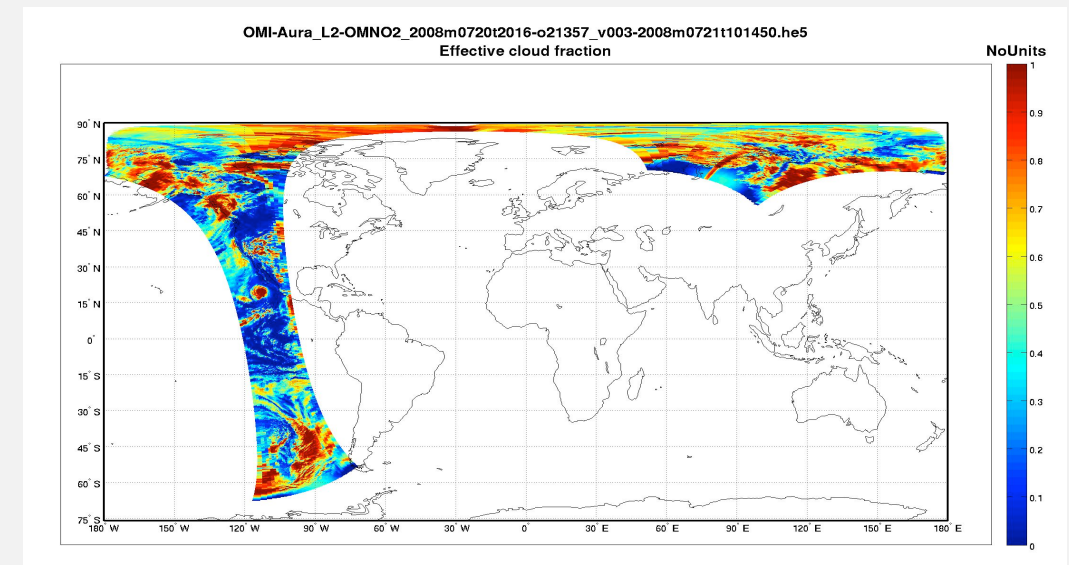 OMI-Aura_L2-OMNO2_2008m0720t2016-o21357_v003-2008m0721t101450.he5
Effective cloud fraction
NoUnits
1
0.9
0.8
0.7
0.6
0.5
0.4
0.3
0.2
0.1
0
90° N
75° N
60° N
45° N
30° N
15° N
0°
15° S
30° S
45° S
60° S
75° S
180° W
150° W
120° W
90° W
60° W
30° W
0°
30° E
60° E
90° E
120° E
150° E
180° E